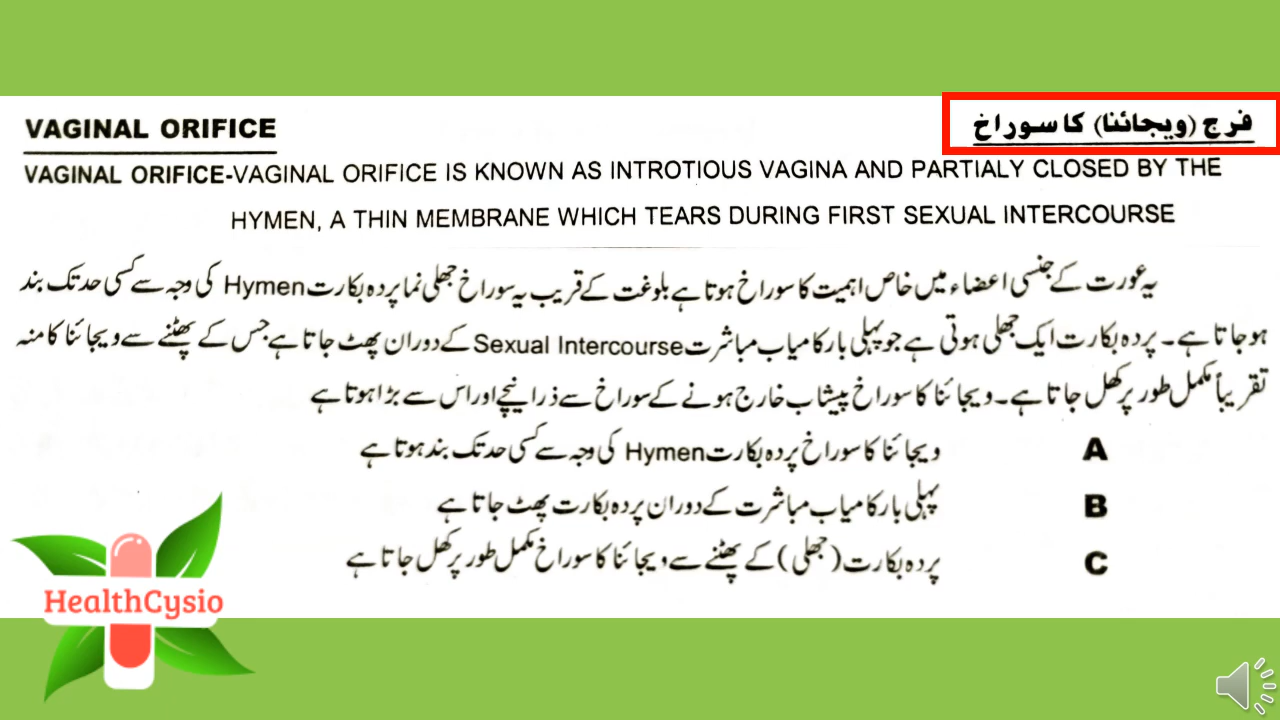 VAGINAL ORIFICE
فرج (ویجائنا) کا سوراخ
VAGINAL ORIFICE-VAGINAL ORIFICE IS KNOWN AS INTROTIOUS VAGINA AND PARTIALY CLOSED BY THE
HYMEN, A THIN MEMBRANE WHICH TEARS DURING FIRST SEXUAL INTERCOURSE
یہ عورت کے جنسی اعضاء میں خاص اہمیت کا سوراخ ہوتا ہے بلوغت کے قریب یہ سوراخ جھلی نما پردہ بکارت Hymen کی وجہ سے کسی حد تک بند
ہو جاتا ہے۔ پردہ بکارت ایک جھلی ہوتی ہے جو پہلی بار کامیاب مباشرت Sexual Intercourse کے دوران پھٹ جاتا ہے جس کے پھٹنے سے ویجائنا کا منہ
تقریباً مکمل طور پر کھل جاتا ہے۔ ویجائنا کا سوراخ پیشاب خارج ہونے کے سوراخ سے ذرا نیچے اور اس سے بڑا ہوتا ہے
A ویجائنا کا سوراخ پردہ بکارت Hymen کی وجہ سے کسی حد تک بند ہوتا ہے
B پہلی بار کامیاب مباشرت کے دوران پردہ بکارت پھٹ جاتا ہے
C پردہ بکارت (جھلی) کے پھٹنے سے ویجائنا کا سوراخ مکمل طور پر کھل جاتا ہے
HealthCysio